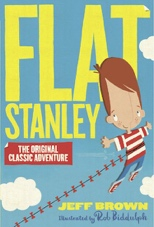 FLAT
STANLEY
THE ORIGINAL
CLASSIC ADVENTURE
JEFF BROWN
Illustrated by Rob Biddulph